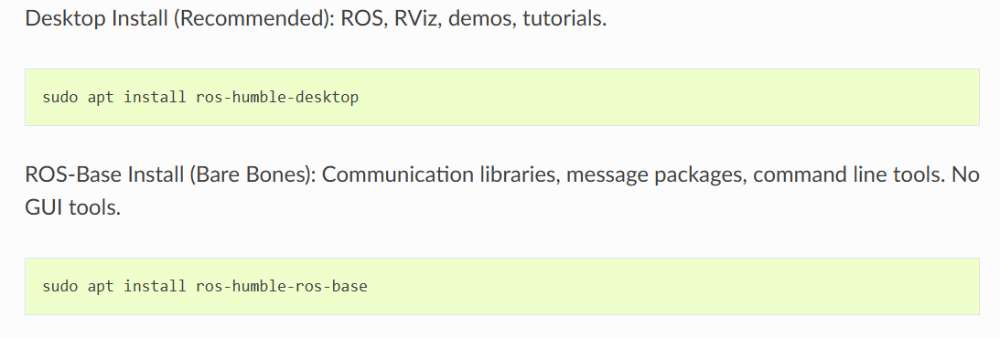 Desktop Install (Recommended): ROS, RViz, demos, tutorials.
sudo apt install ros-humble-desktop
ROS-Base Install (Bare Bones): Communication libraries, message packages, command line tools. No
GUI tools.
sudo apt install ros-humble-ros-base